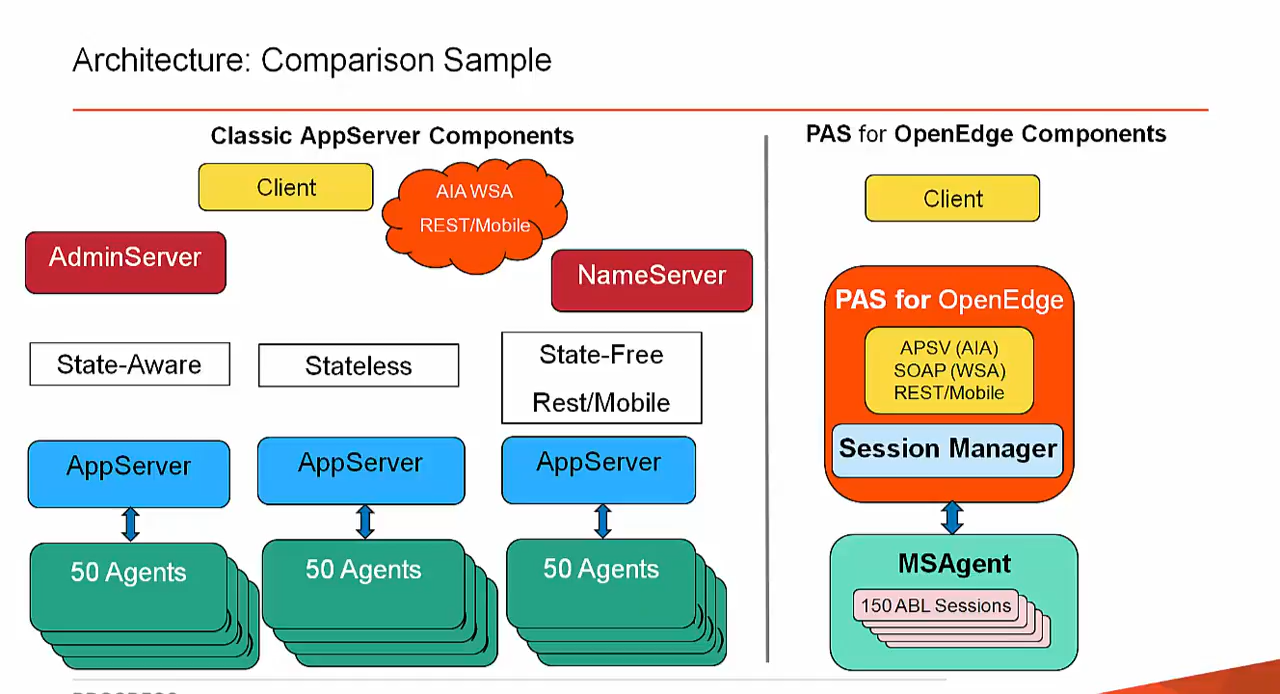 Architecture: Comparison Sample
Classic AppServer Components
Client
AIA WSA
REST/Mobile
AdminServer
NameServer
State-Aware
Stateless
State-Free
Rest/Mobile
AppServer
AppServer
AppServer
50 Agents
50 Agents
50 Agents
PAS for OpenEdge Components
Client
PAS for OpenEdge
APSV (AIA)
SOAP (WSA)
REST/Mobile
Session Manager
MSAgent
150 ABL Sessions